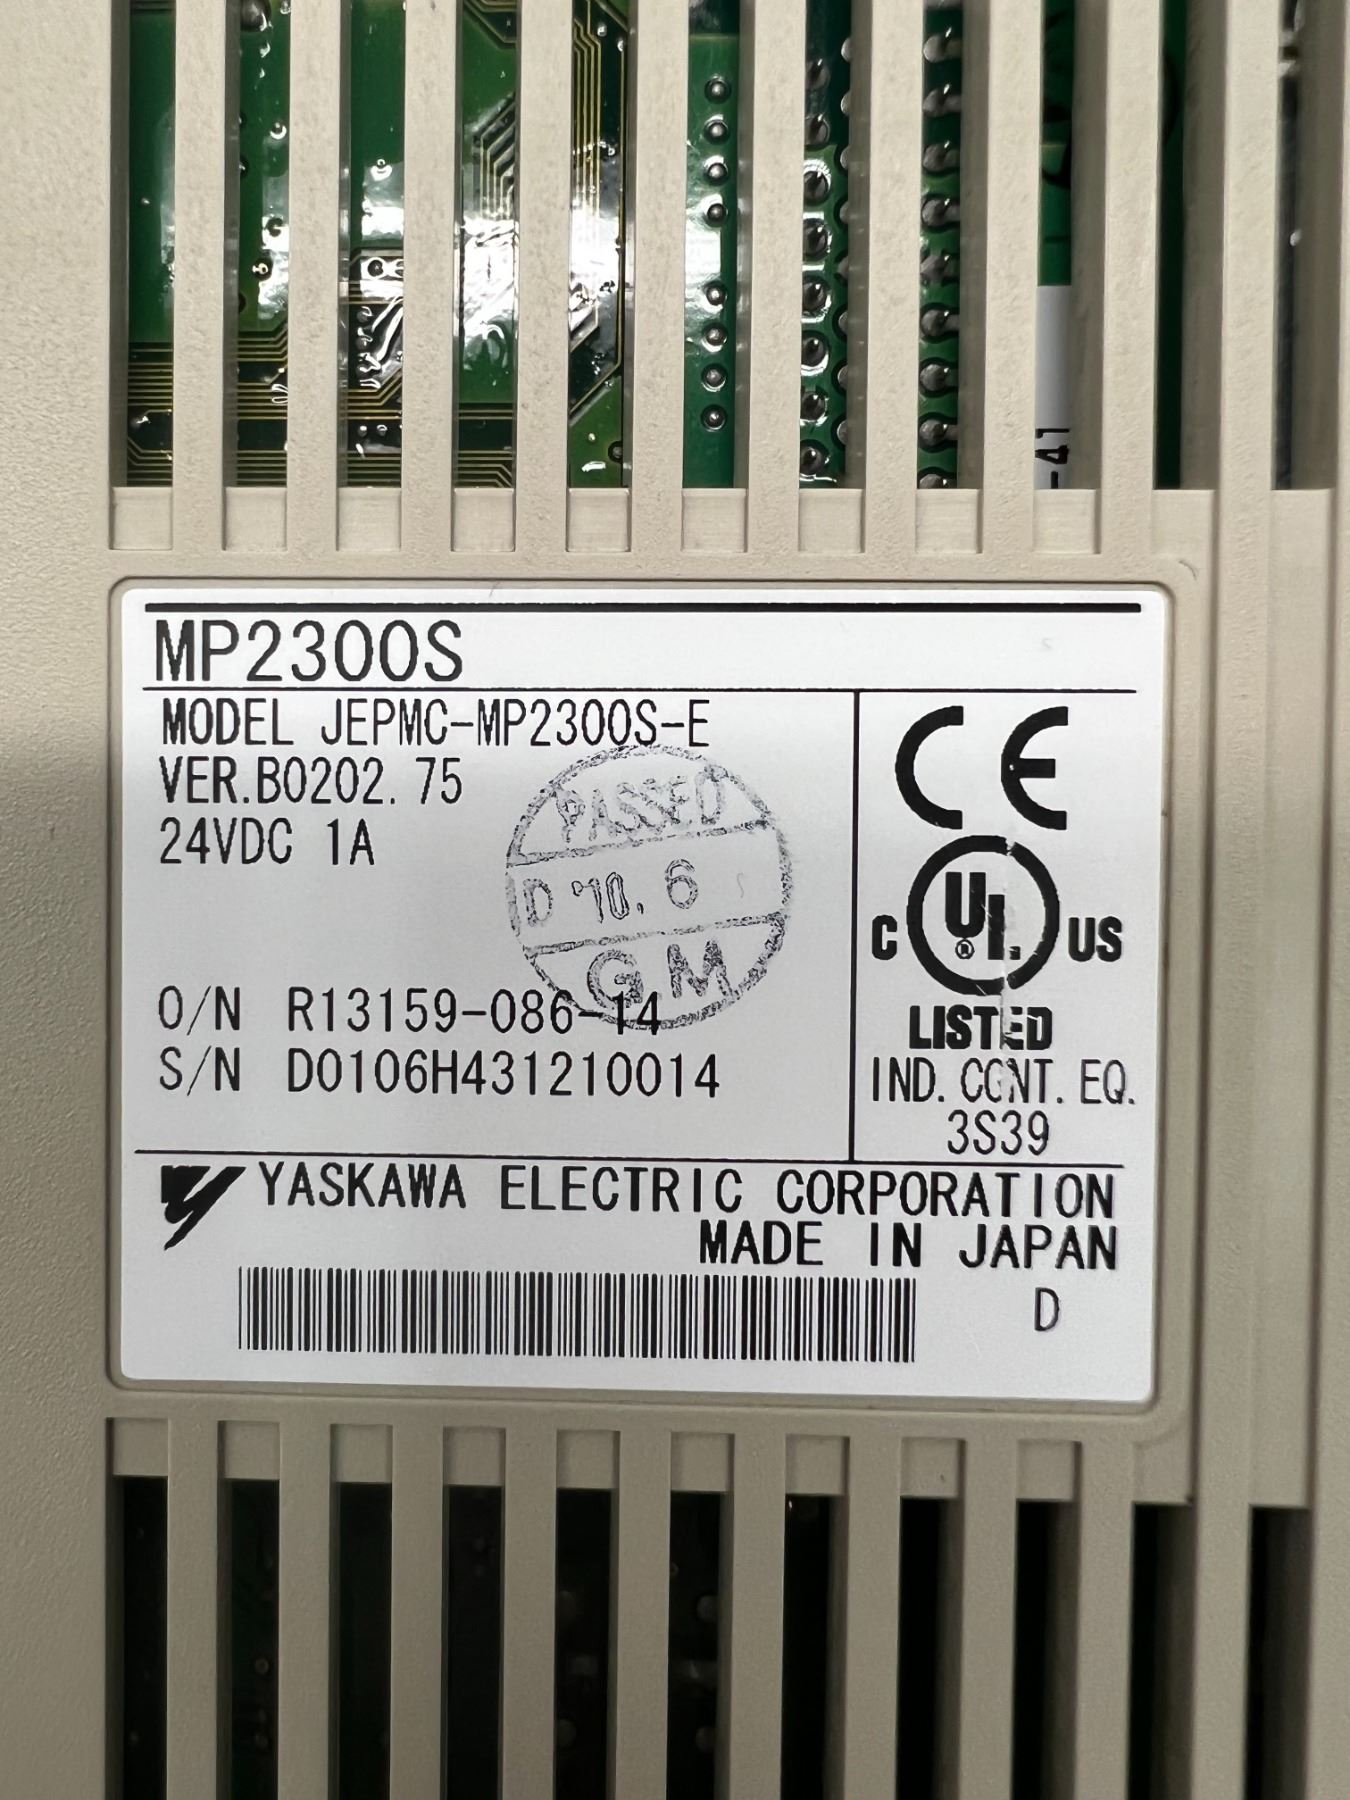 -41
MP2300S
MODEL JEPMC-MP2300S-E
VER.B0202.75
24VDC 1A
PASSED
D '10. 6
G.M
O/N R13159-086-14
S/N D0106H431210014
CE
C UL® US
LISTED
IND. CONT. EQ.
3S39
YASKAWA ELECTRIC CORPORATION
MADE IN JAPAN
D